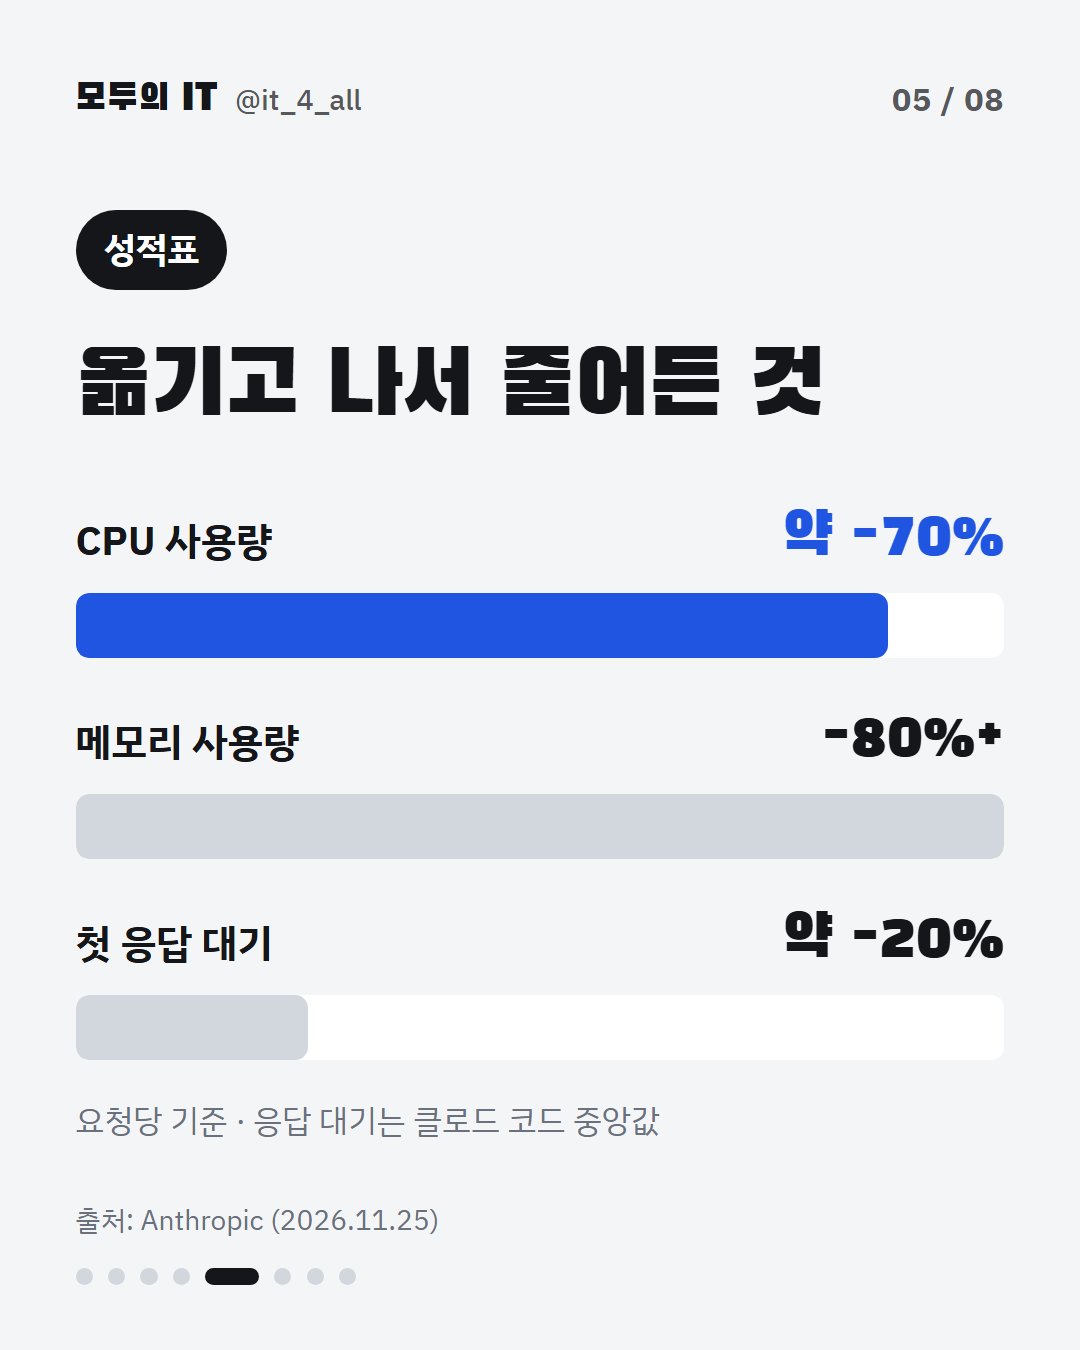 모두의 IT @it_4_all 05 / 08
성적표
옮기고 나서 줄어든 것
CPU 사용량 약 -70%
메모리 사용량 -80%+
첫 응답 대기 약 -20%
요청당 기준 · 응답 대기는 클로드 코드 중앙값
출처: Anthropic (2026.11.25)